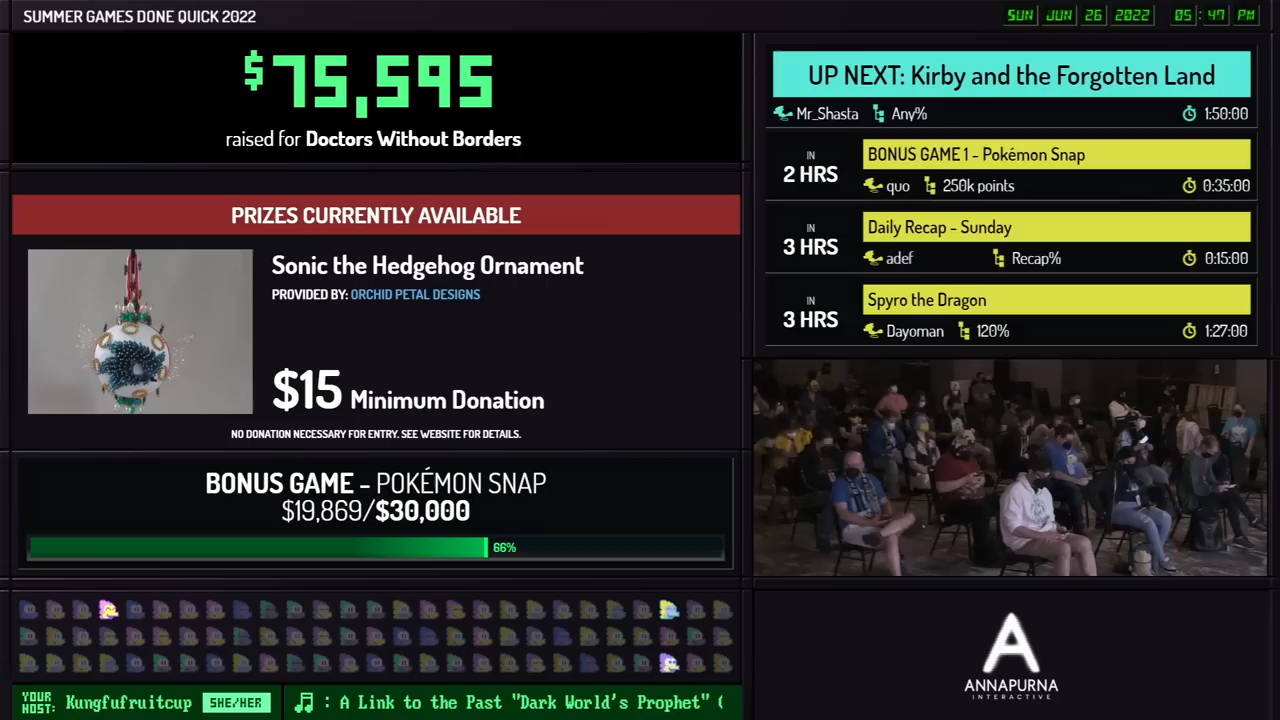 SUMMER GAMES DONE QUICK 2022
SUN JUN 26 2022 05:47 PM
$75,595
raised for Doctors Without Borders
PRIZES CURRENTLY AVAILABLE
Sonic the Hedgehog Ornament
PROVIDED BY: ORCHID PETAL DESIGNS
$15 Minimum Donation
NO DONATION NECESSARY FOR ENTRY. SEE WEBSITE FOR DETAILS.
BONUS GAME - POKÉMON SNAP
$19,869/$30,000
66%
YOUR HOST: Kungfufruitcup SHE/HER
: A Link to the Past "Dark World's Prophet" (
UP NEXT: Kirby and the Forgotten Land
Mr_Shasta Any% 1:50:00
IN 2 HRS
BONUS GAME 1 - Pokémon Snap
quo 250k points 0:35:00
IN 3 HRS
Daily Recap - Sunday
adef Recap% 0:15:00
IN 3 HRS
Spyro the Dragon
Dayoman 120% 1:27:00
ANNAPURNA
INTERACTIVE